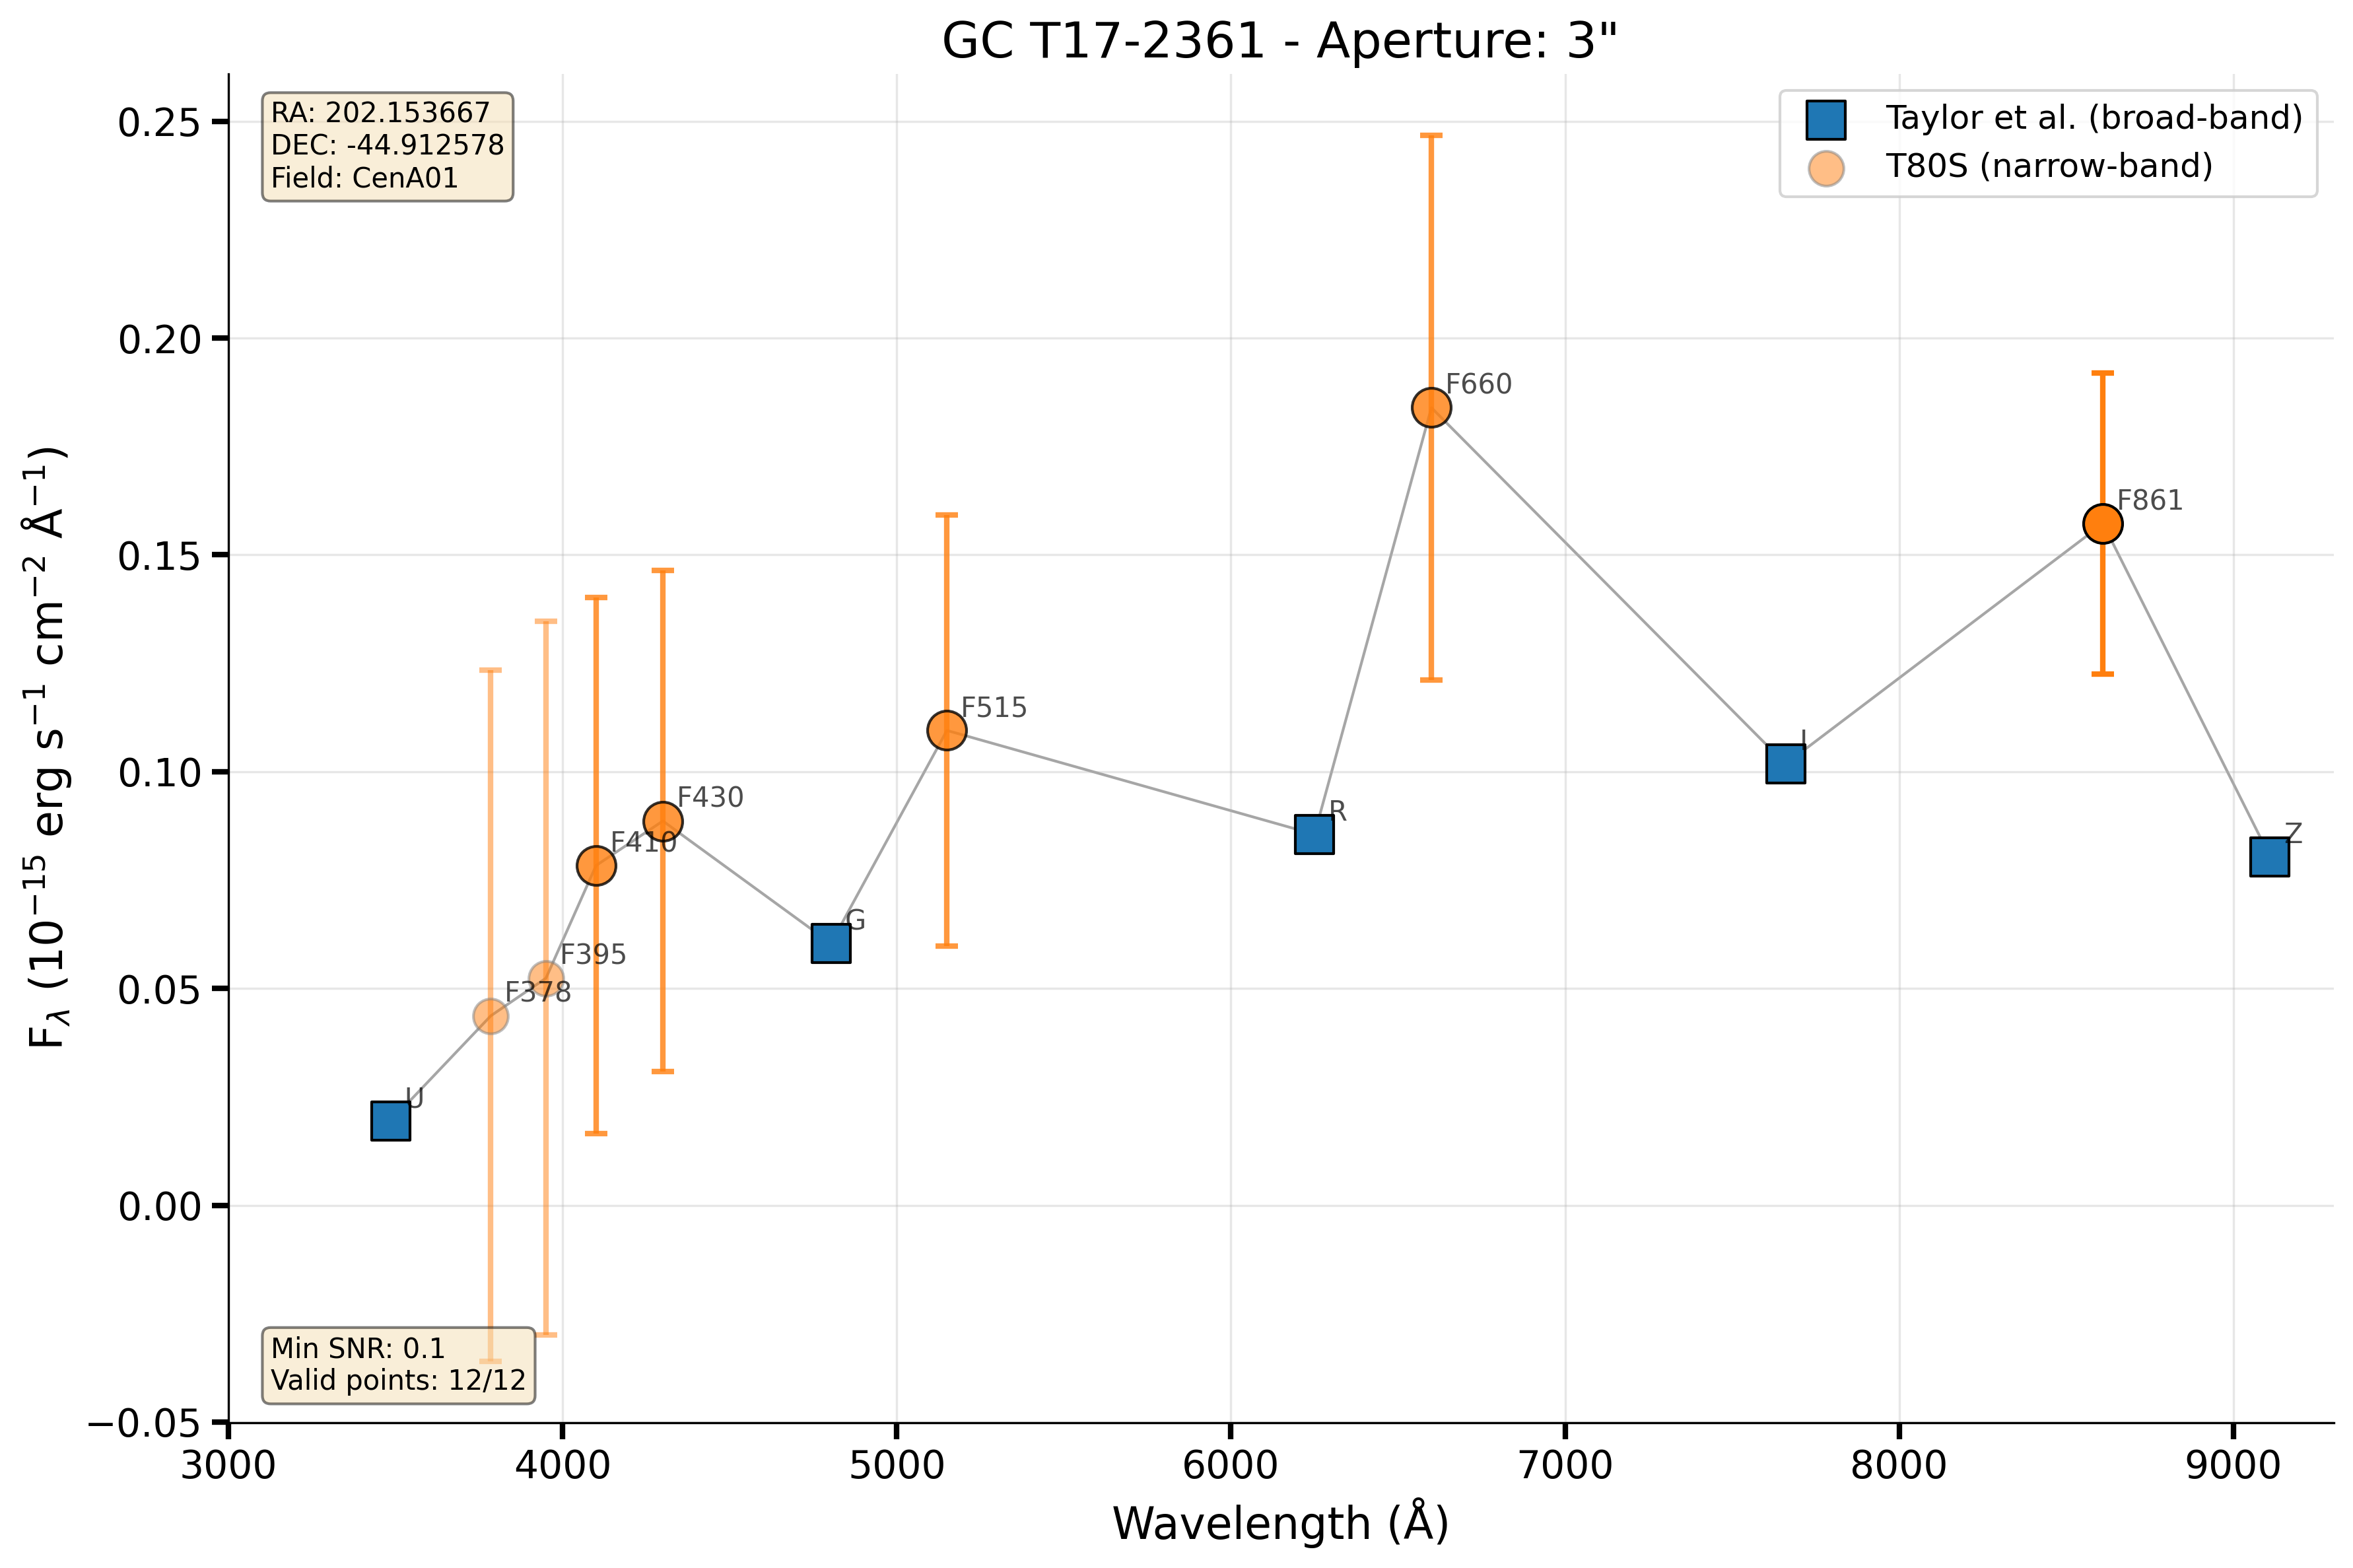 GC T17-2361 - Aperture: 3"
RA: 202.153667
DEC: -44.912578
Field: CenA01
Taylor et al. (broad-band)
T80S (narrow-band)
0.25
0.20
0.15
0.10
0.05
0.00
−0.05
F660
F861
F515
I
F430
R
F410
Z
G
F395
F378
U
Min SNR: 0.1
Valid points: 12/12
3000 4000 5000 6000 7000 8000 9000
Wavelength (Å)
Fλ (10⁻¹⁵ erg s⁻¹ cm⁻² Å⁻¹)